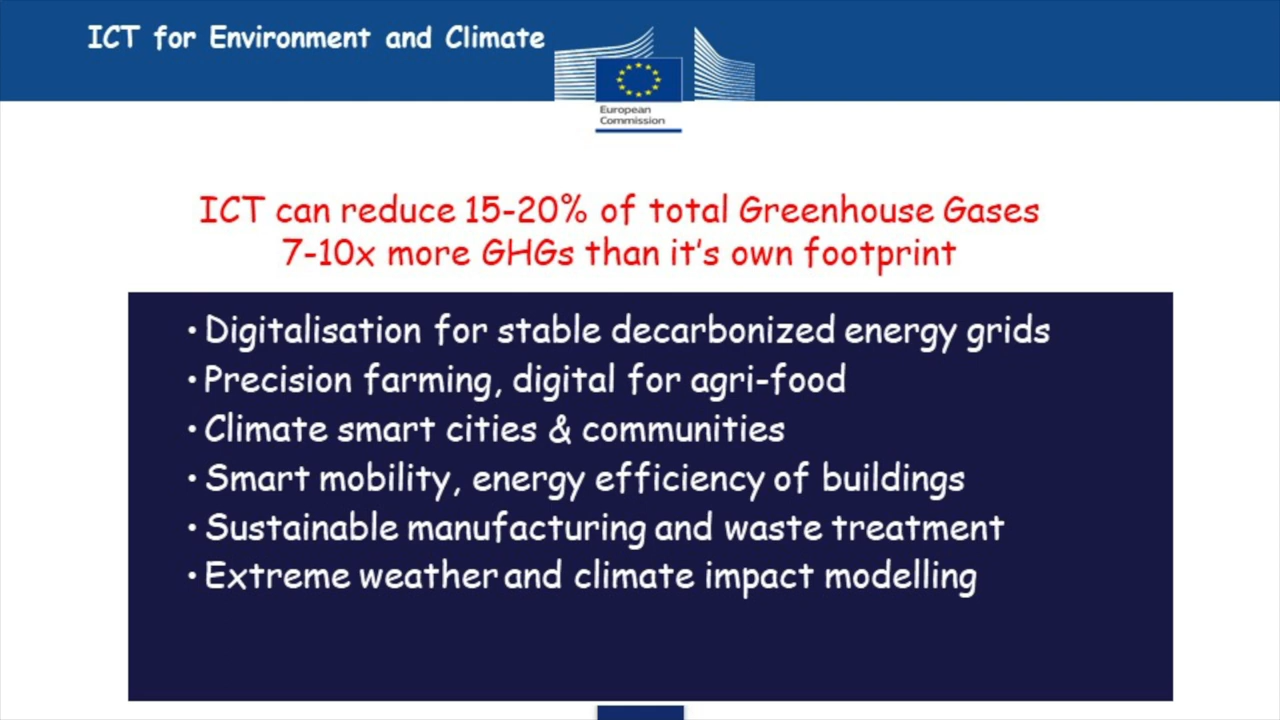 ICT for Environment and Climate
European
Commission
ICT can reduce 15-20% of total Greenhouse Gases
7-10x more GHGs than it's own footprint
• Digitalisation for stable decarbonized energy grids
• Precision farming, digital for agri-food
• Climate smart cities & communities
• Smart mobility, energy efficiency of buildings
• Sustainable manufacturing and waste treatment
• Extreme weather and climate impact modelling